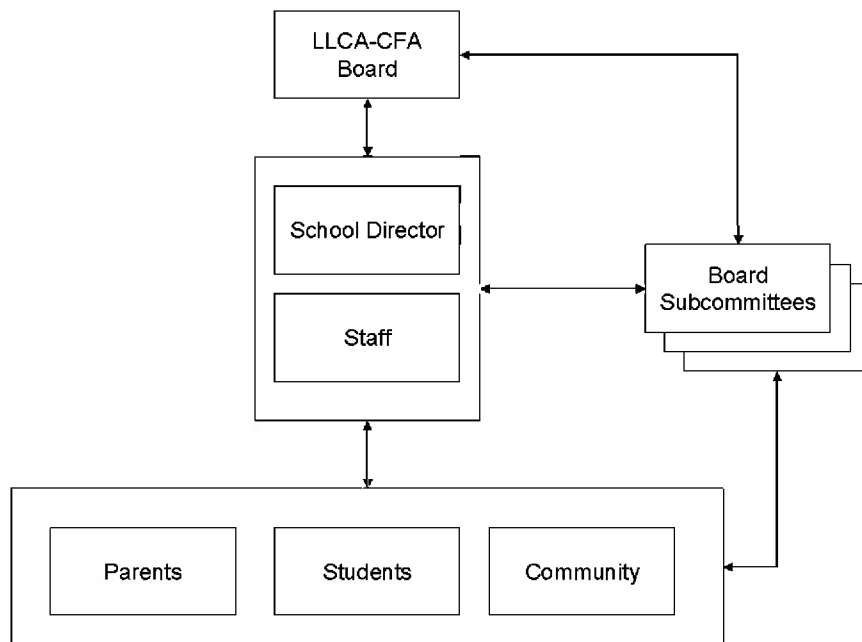 LLCA-CFA
Board
School Director
Board
Subcommittees
Staff
Parents
Students
Community